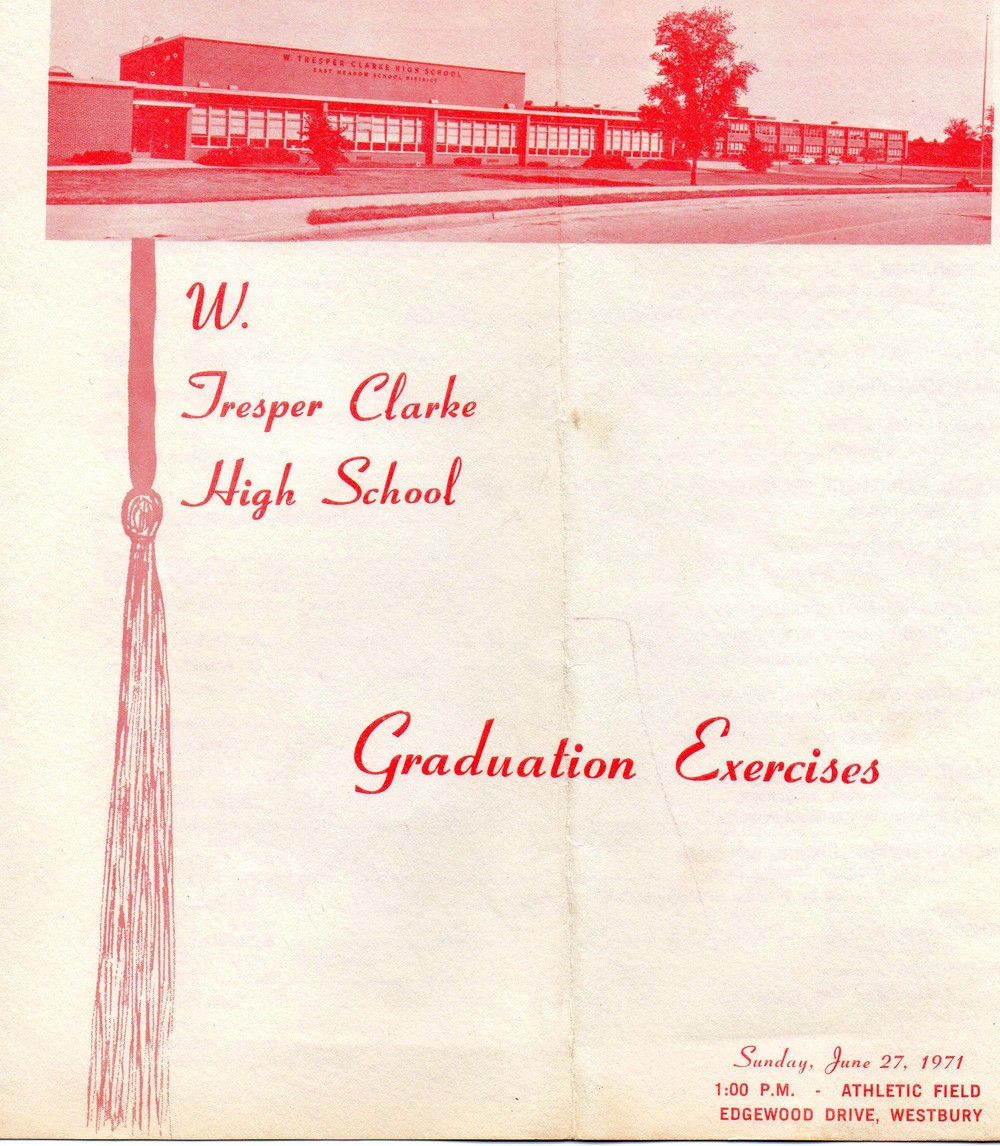 W. TRESPER CLARKE HIGH SCHOOL
EAST MEADOW SCHOOL DISTRICT
W.
Tresper Clarke
High School
Graduation Exercises
Sunday, June 27, 1971
1:00 P.M. - ATHLETIC FIELD
EDGEWOOD DRIVE, WESTBURY